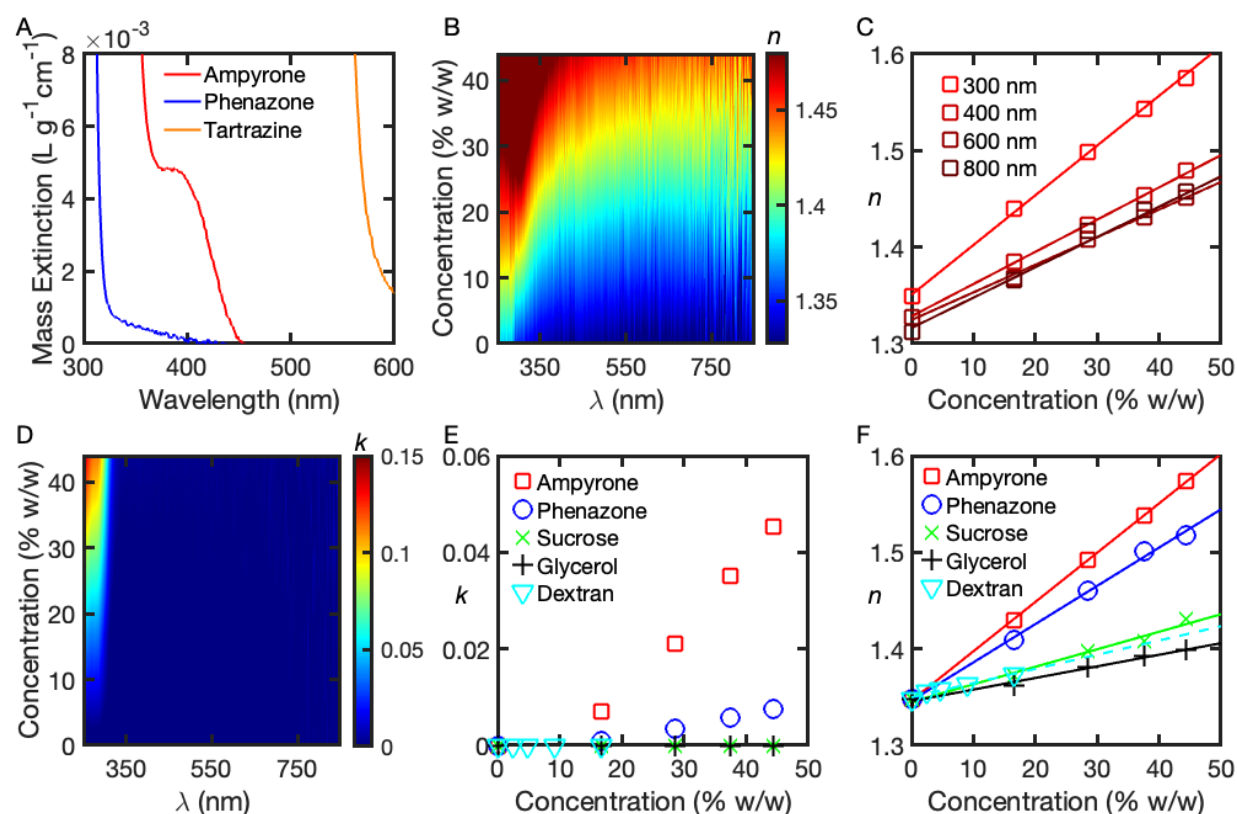 A
×10⁻³
Mass Extinction (L g⁻¹cm⁻¹)
8
6
4
2
0
Ampyrone
Phenazone
Tartrazine
300
400
500
600
Wavelength (nm)
B
n
Concentration (% w/w)
40
30
20
10
0
350
550
750
λ (nm)
1.45
1.4
1.35
C
n
1.6
1.5
1.4
1.3
300 nm
400 nm
600 nm
800 nm
0 10 20 30 40 50
Concentration (% w/w)
D
k
Concentration (% w/w)
40
30
20
10
0
350
550
750
λ (nm)
0.15
0.1
0.05
0
E
k
0.06
0.04
0.02
0
Ampyrone
Phenazone
Sucrose
Glycerol
Dextran
0 10 20 30 40 50
Concentration (% w/w)
F
n
1.6
1.5
1.4
1.3
Ampyrone
Phenazone
Sucrose
Glycerol
Dextran
0 10 20 30 40 50
Concentration (% w/w)